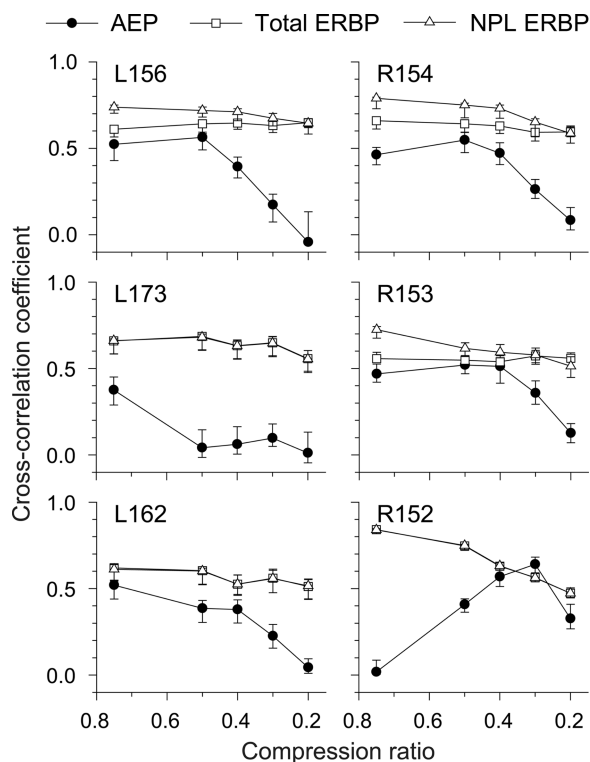 AEP Total ERBP NPL ERBP
L156 R154
1.0
0.5
0.0
L173 R153
1.0
0.5
0.0
L162 R152
1.0
0.5
0.0
0.8 0.6 0.4 0.2 0.8 0.6 0.4 0.2
Cross-correlation coefficient
Compression ratio